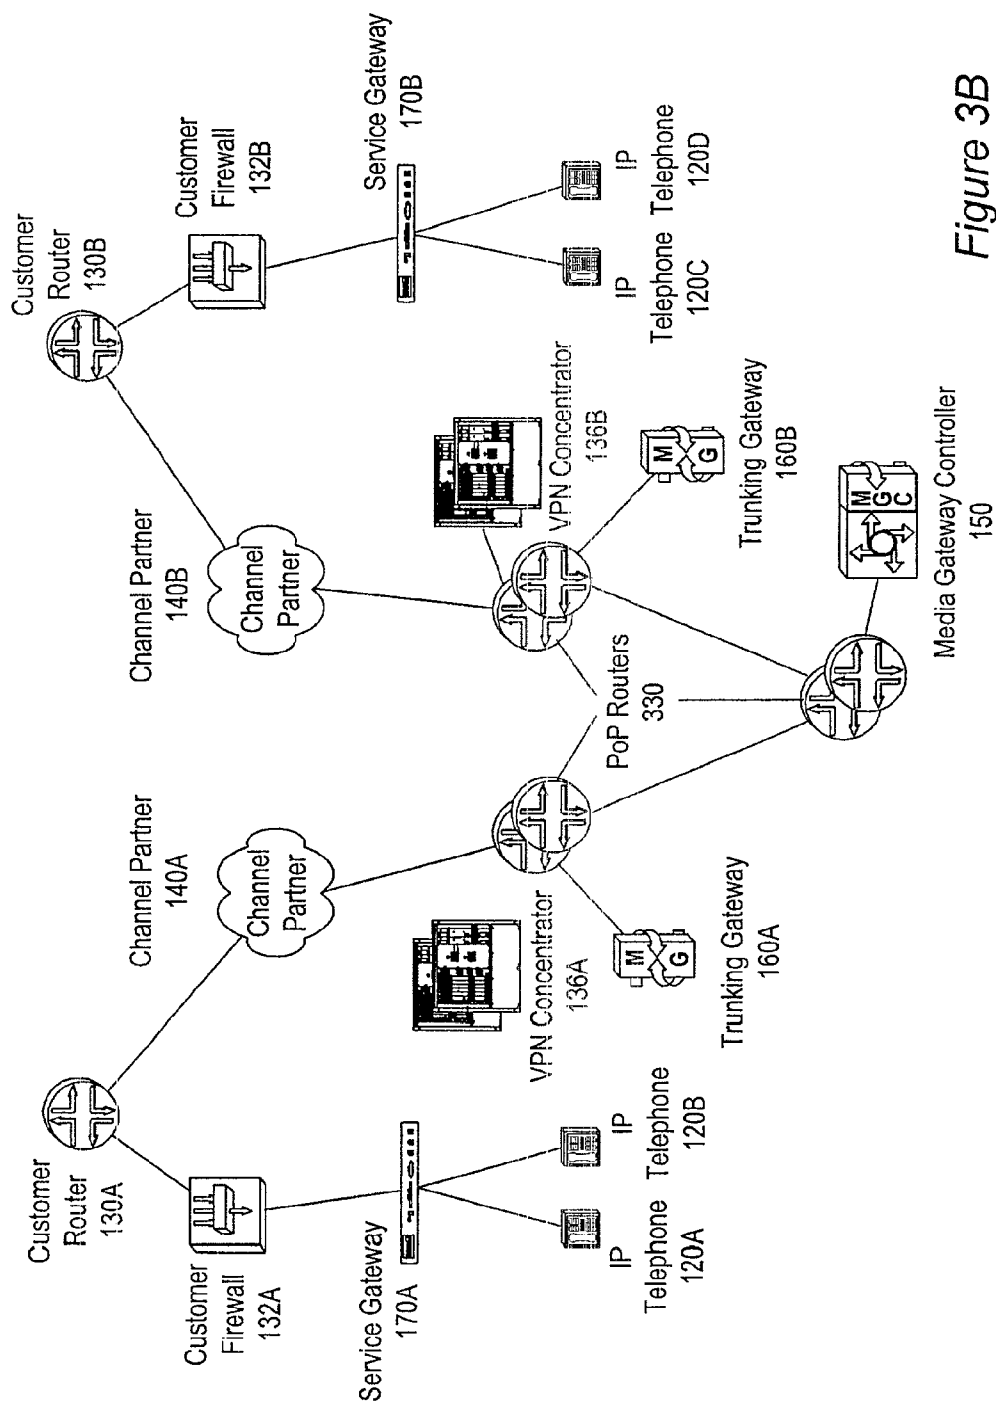 Customer
Router
130A
Customer
Firewall
132A
Service Gateway
170A
IP
Telephone
120A
IP
Telephone
120B
Channel Partner
140A
Channel
Partner
VPN Concentrator
136A
M
G
Trunking Gateway
160A
PoP Routers
330
Channel Partner
140B
Channel
Partner
VPN Concentrator
136B
M
G
Trunking Gateway
160B
M
G
C
Media Gateway Controller
150
Customer
Router
130B
Customer
Firewall
132B
Service Gateway
170B
IP
Telephone
120C
IP
Telephone
120D
Figure 3B